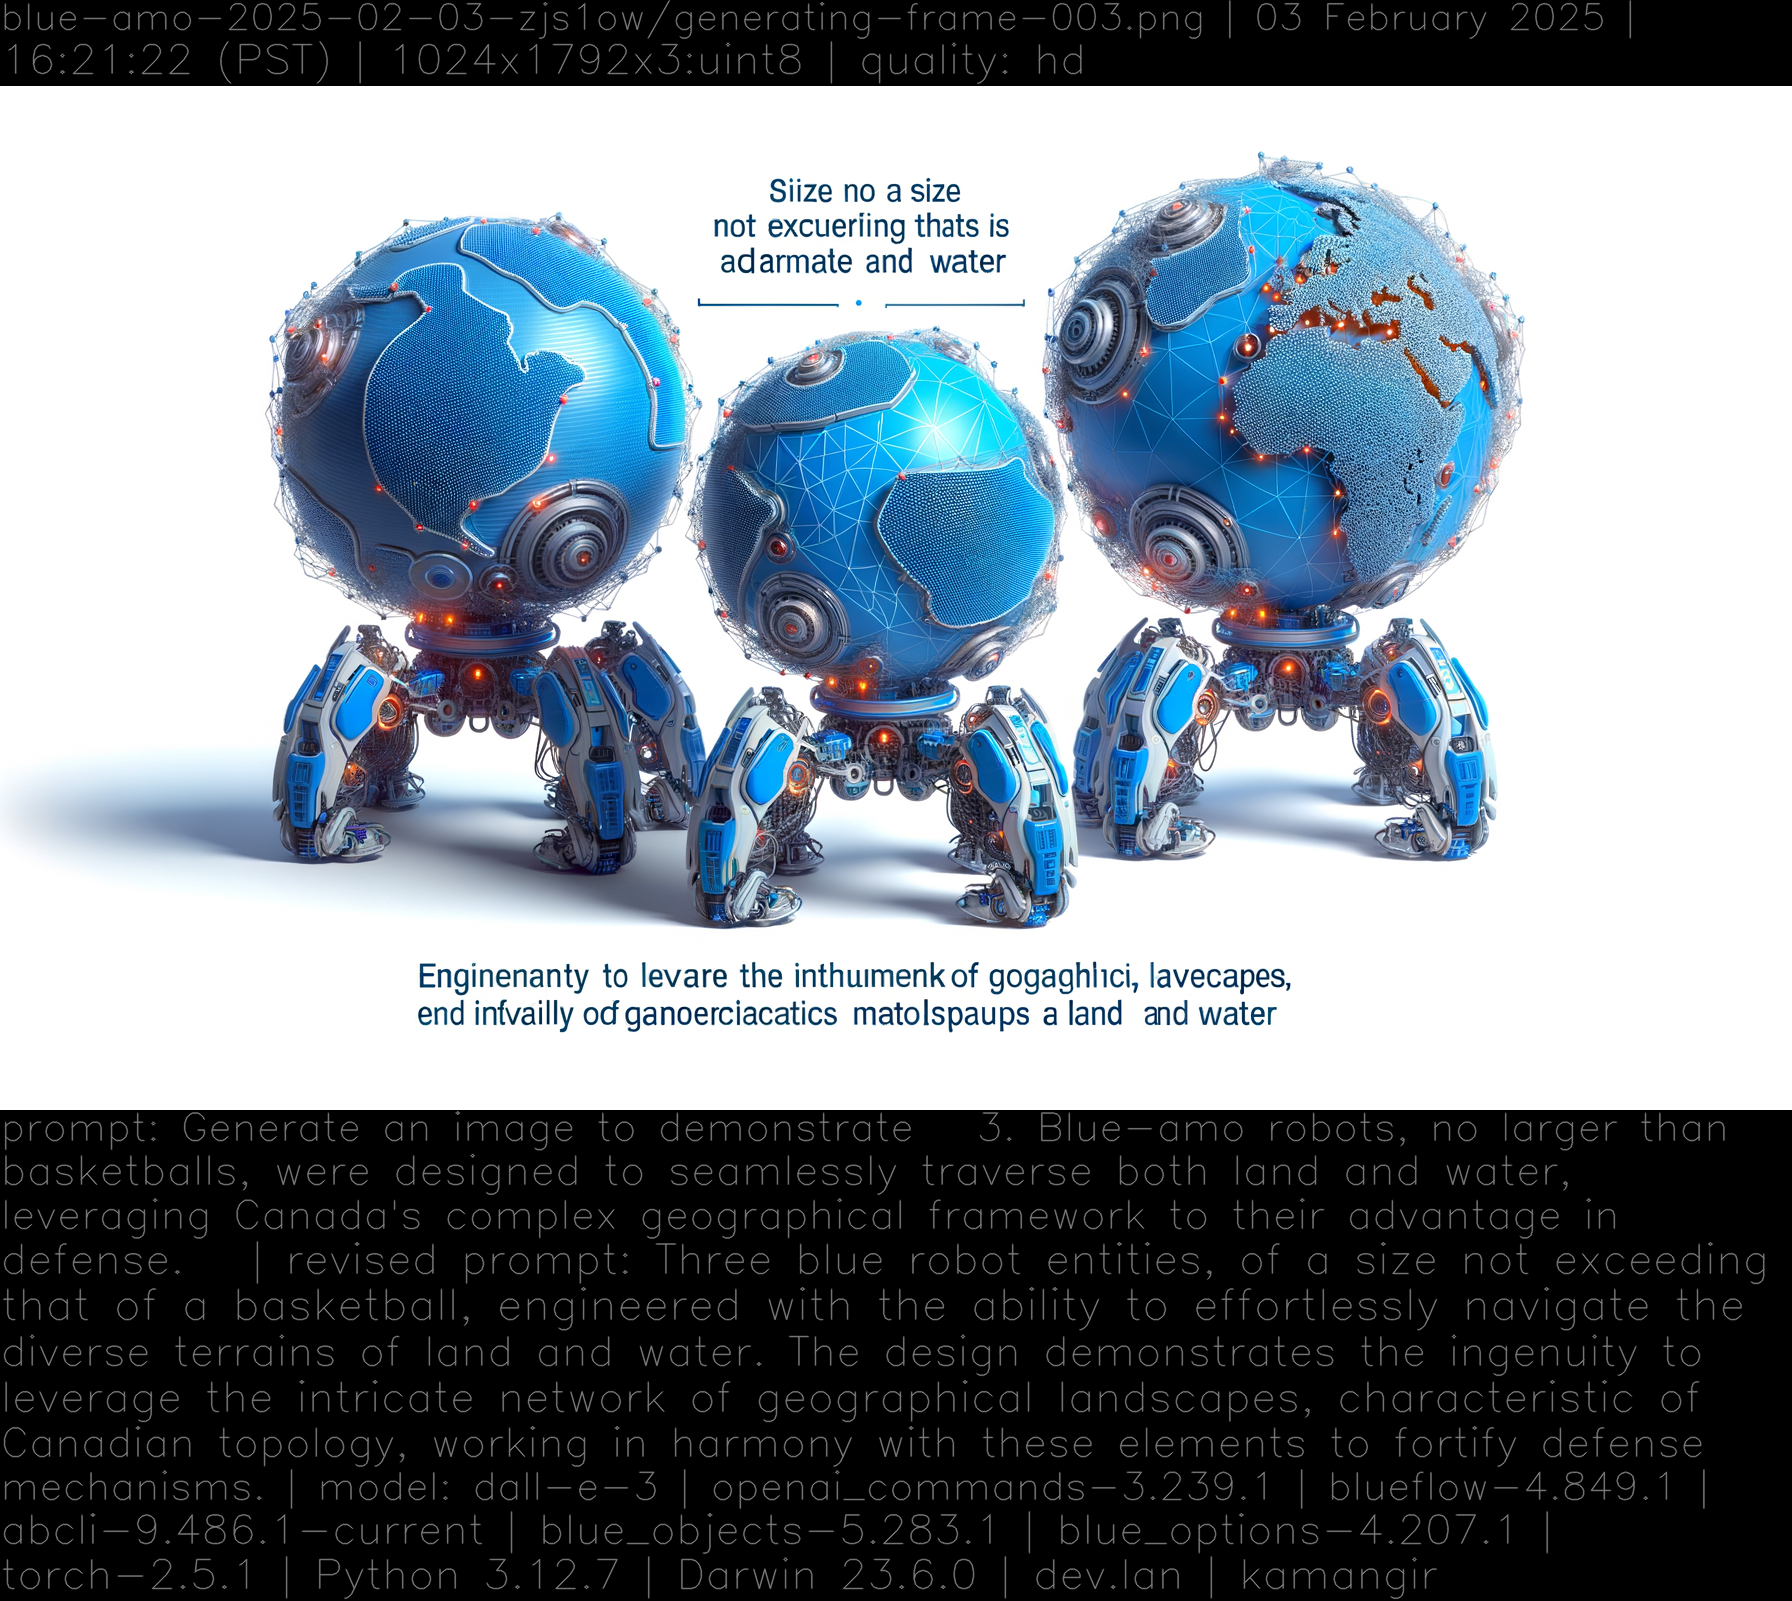 blue-amo-2025-02-03-zjs1ow/generating-frame-003.png | 03 February 2025 |
16:21:22 (PST) | 1024x1792x3:uint8 | quality: hd
Siize no a size
not excueriing thats is
adarmate and water
Enginenanty to levare the inthuumenk of gogaghlıci, lavecapes,
end infvailly od ganoerciacatics matolspaups a land and water
prompt: Generate an image to demonstrate 3. Blue-amo robots, no larger than
basketballs, were designed to seamlessly traverse both land and water,
leveraging Canada's complex geographical framework to their advantage in
defense. | revised prompt: Three blue robot entities, of a size not exceeding
that of a basketball, engineered with the ability to effortlessly navigate the
diverse terrains of land and water. The design demonstrates the ingenuity to
leverage the intricate network of geographical landscapes, characteristic of
Canadian topology, working in harmony with these elements to fortify defense
mechanisms. | model: dall-e-3 | openai_commands-3.239.1 | blueflow-4.849.1 |
abcli-9.486.1-current | blue_objects-5.283.1 | blue_options-4.207.1 |
torch-2.5.1 | Python 3.12.7 | Darwin 23.6.0 | dev.lan | kamangir